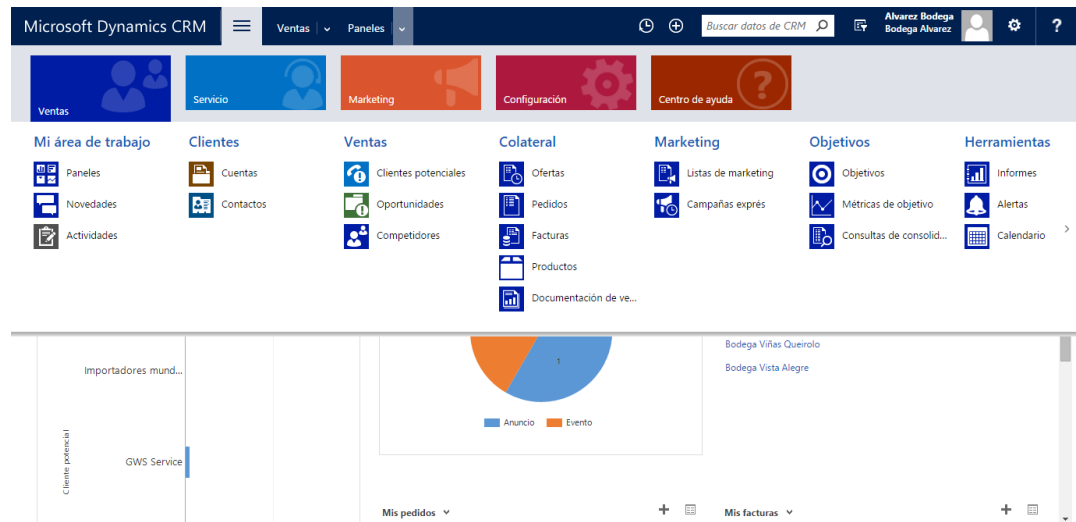 Microsoft Dynamics CRM
Ventas
Paneles
Buscar datos de CRM
Alvarez Bodega
Bodega Alvarez
?
Ventas
Servicio
Marketing
Configuración
Centro de ayuda
?
Mi área de trabajo
Paneles
Novedades
Actividades
Clientes
Cuentas
Contactos
Ventas
Clientes potenciales
Oportunidades
Competidores
Colateral
Ofertas
Pedidos
Facturas
Productos
Documentación de ve...
Marketing
Listas de marketing
Campañas exprés
Objetivos
Objetivos
Métricas de objetivo
Consultas de consolid...
Herramientas
Informes
Alertas
Calendario
Cliente potencial
Importadores mund...
GWS Service
1
Anuncio
Evento
Bodega Viñas Queirolo
Bodega Vista Alegre
Mis pedidos
Mis facturas